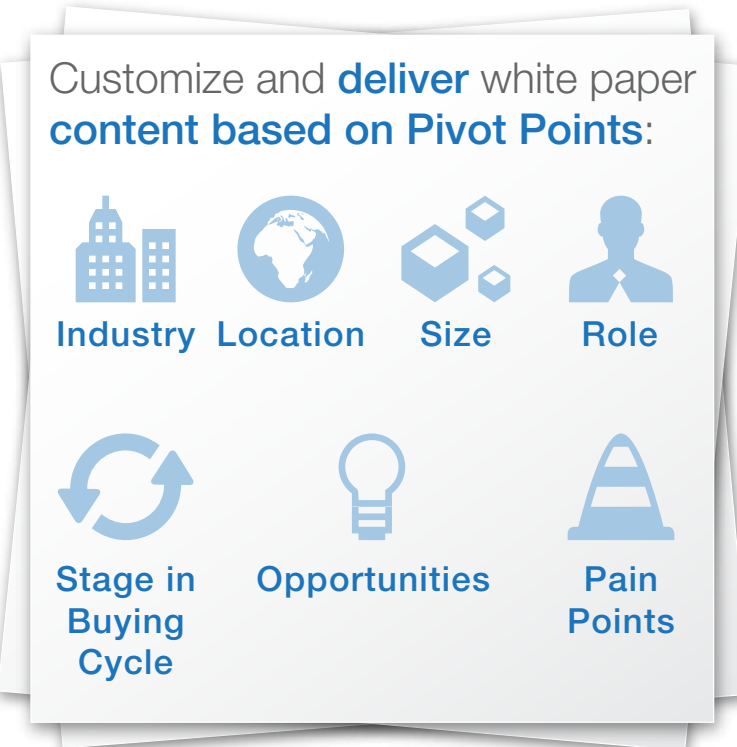 Customize and deliver white paper
content based on Pivot Points:
Industry
Location
Size
Role
Stage in
Buying
Cycle
Opportunities
Pain
Points